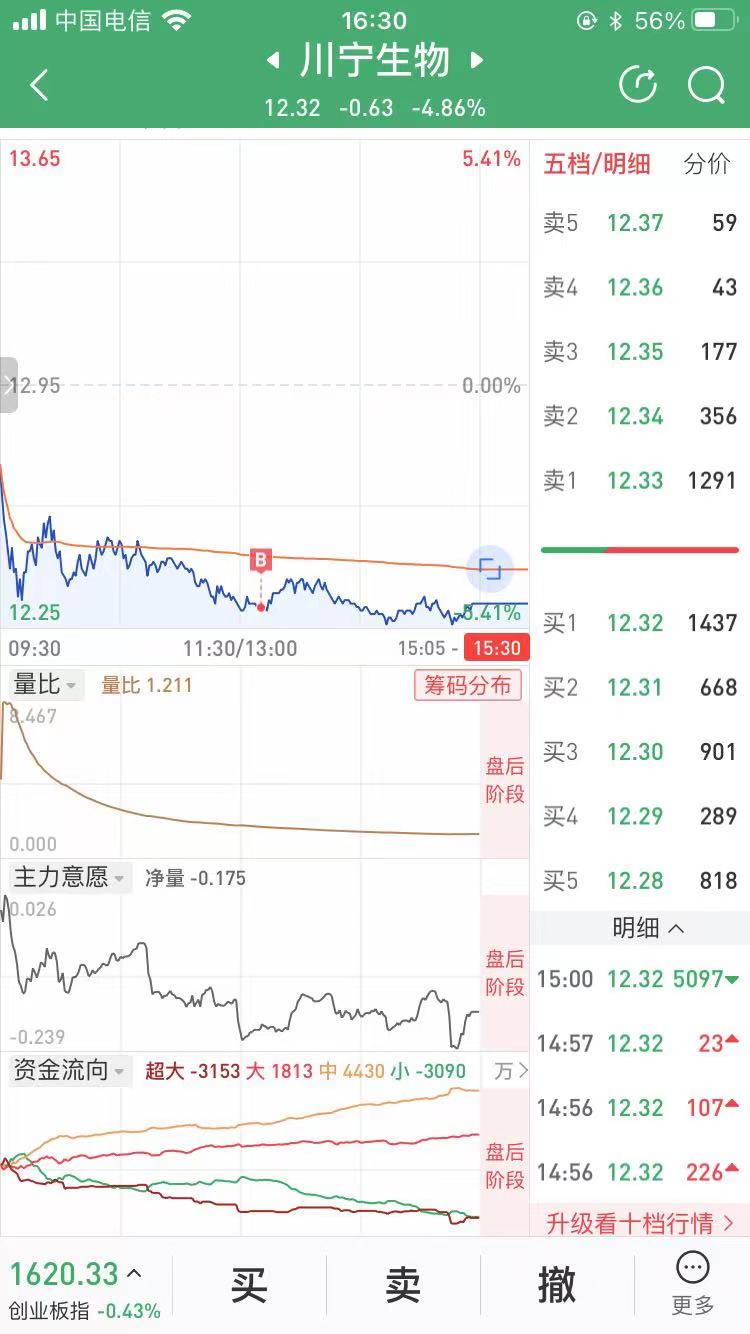 中国电信 16:30 56%
川宁生物
12.32 -0.63 -4.86%
13.65 5.41%
12.95 0.00%
B
12.25 -5.41%
09:30 11:30/13:00 15:05 - 15:30
量比 量比 1.211 筹码分布
8.467
盘后
阶段
0.000
主力意愿 净量 -0.175
0.026
盘后
阶段
-0.239
资金流向 超大 -3153 大 1813 中 4430 小 -3090 万
盘后
阶段
五档/明细 分价
卖5 12.37 59
卖4 12.36 43
卖3 12.35 177
卖2 12.34 356
卖1 12.33 1291
买1 12.32 1437
买2 12.31 668
买3 12.30 901
买4 12.29 289
买5 12.28 818
明细
15:00 12.32 5097
14:57 12.32 23
14:56 12.32 107
14:56 12.32 226
升级看十档行情
1620.33
创业板指 -0.43%
买 卖 撤 更多